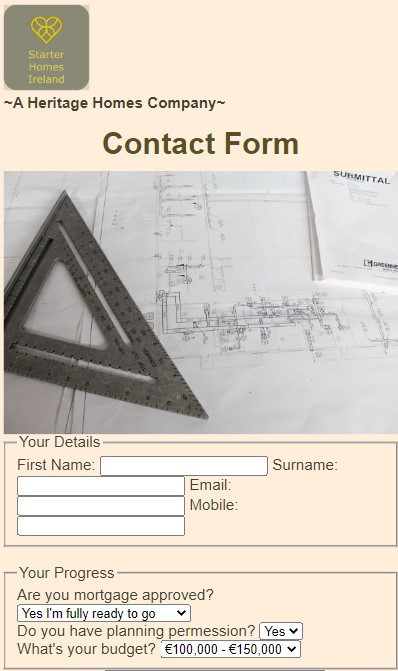 Starter
Homes
Ireland
~A Heritage Homes Company~
Contact Form
SUBMITTAL
Your Details
First Name: Surname:
Email:
Mobile:
Your Progress
Are you mortgage approved?
Yes I'm fully ready to go
Do you have planning permession? Yes
What's your budget? €100,000 - €150,000